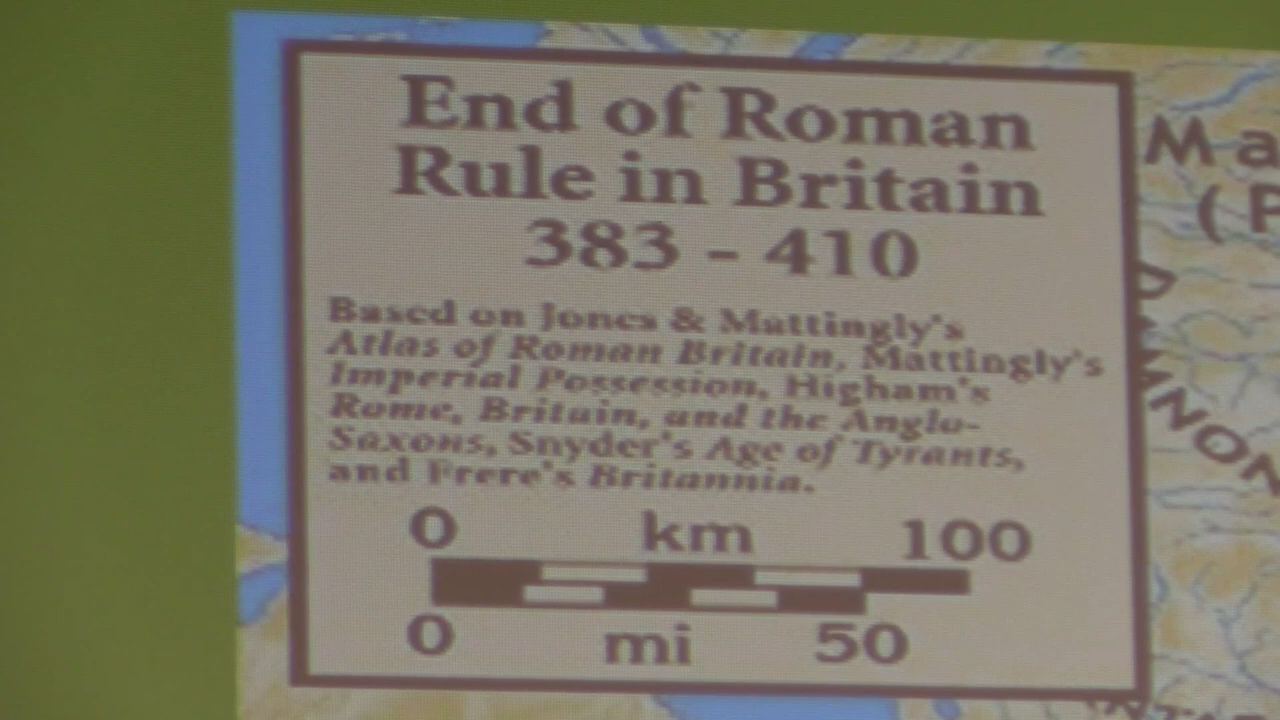 End of Roman
Rule in Britain
383 - 410
Based on Jones & Mattingly's
Atlas of Roman Britain, Mattingly's
Imperial Possession, Higham's
Rome, Britain, and the Anglo-
Saxons, Snyder's Age of Tyrants,
and Frere's Britannia.
0 km 100
0 mi 50